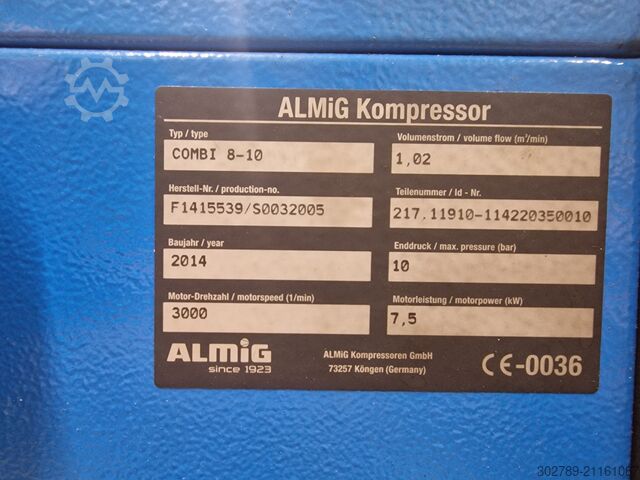 ALMiG Kompressor
Typ / type
COMBI 8-10
Volumenstrom / volume flow (m³/min)
1,02
Herstell-Nr. / production-no.
F1415539/S0032005
Teilenummer / Id - Nr.
217.11910-114220350010
Baujahr / year
2014
Enddruck / max. pressure (bar)
10
Motor-Drehzahl / motorspeed (1/min)
3000
Motorleistung / motorpower (kW)
7,5
ALMiG
since 1923
ALMiG Kompressoren GmbH
73257 Köngen (Germany)
CE-0036
302789-21161062